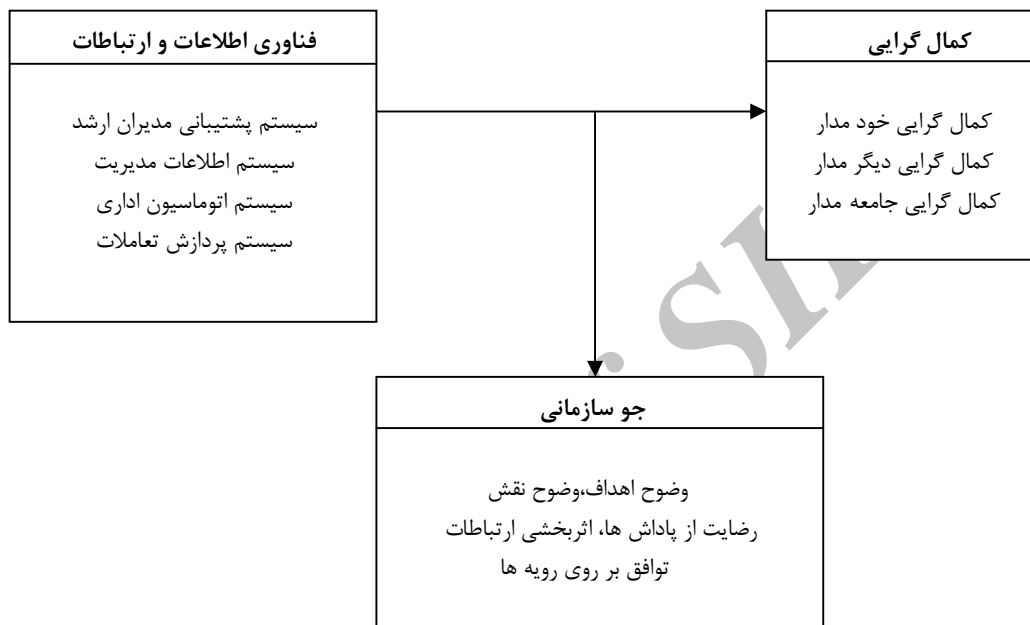 فناوری اطلاعات و ارتباطات
سیستم پشتیبانی مدیران ارشد
سیستم اطلاعات مدیریت
سیستم اتوماسیون اداری
سیستم پردازش تعاملات
کمال گرایی
کمال گرایی خود مدار
کمال گرایی دیگر مدار
کمال گرایی جامعه مدار
جو سازمانی
وضوح اهداف،وضوح نقش
رضایت از پاداش ها، اثربخشی ارتباطات
توافق بر روی رویه ها